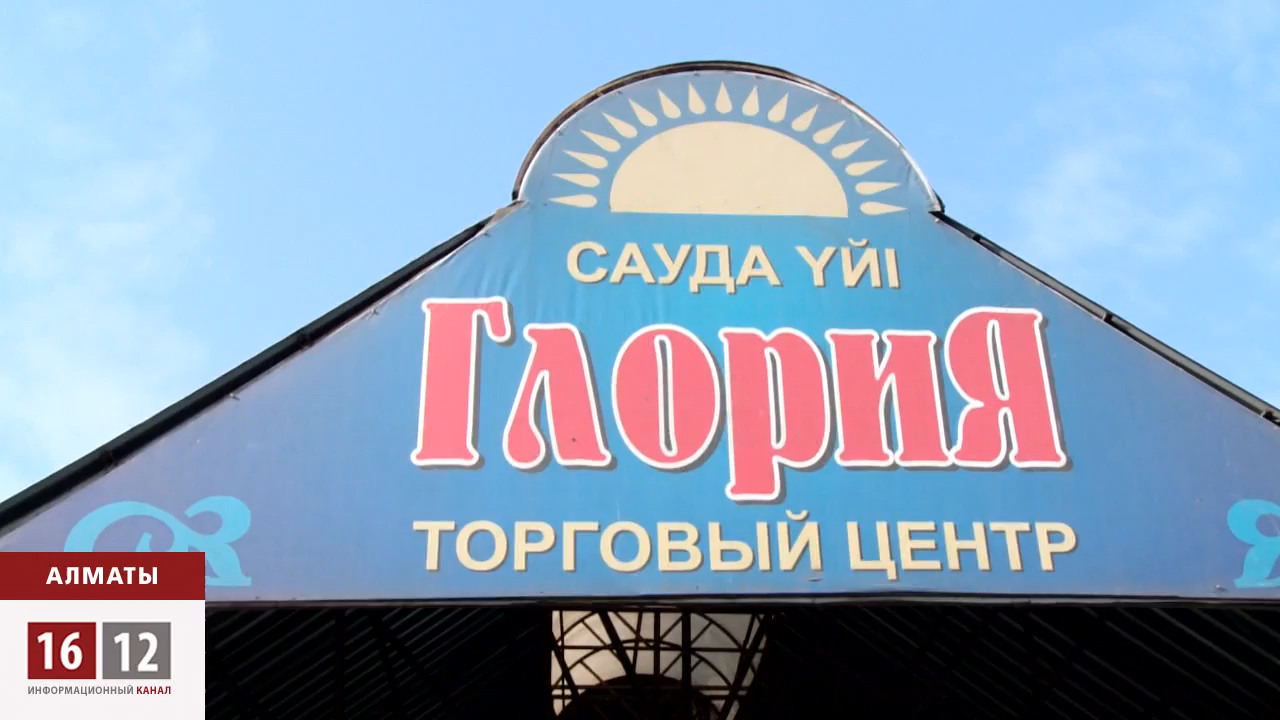 САУДА ҮЙІ
ГЛОРИЯ
ТОРГОВЫЙ ЦЕНТР
АЛМАТЫ
16 12
ИНФОРМАЦИОННЫЙ КАНАЛ